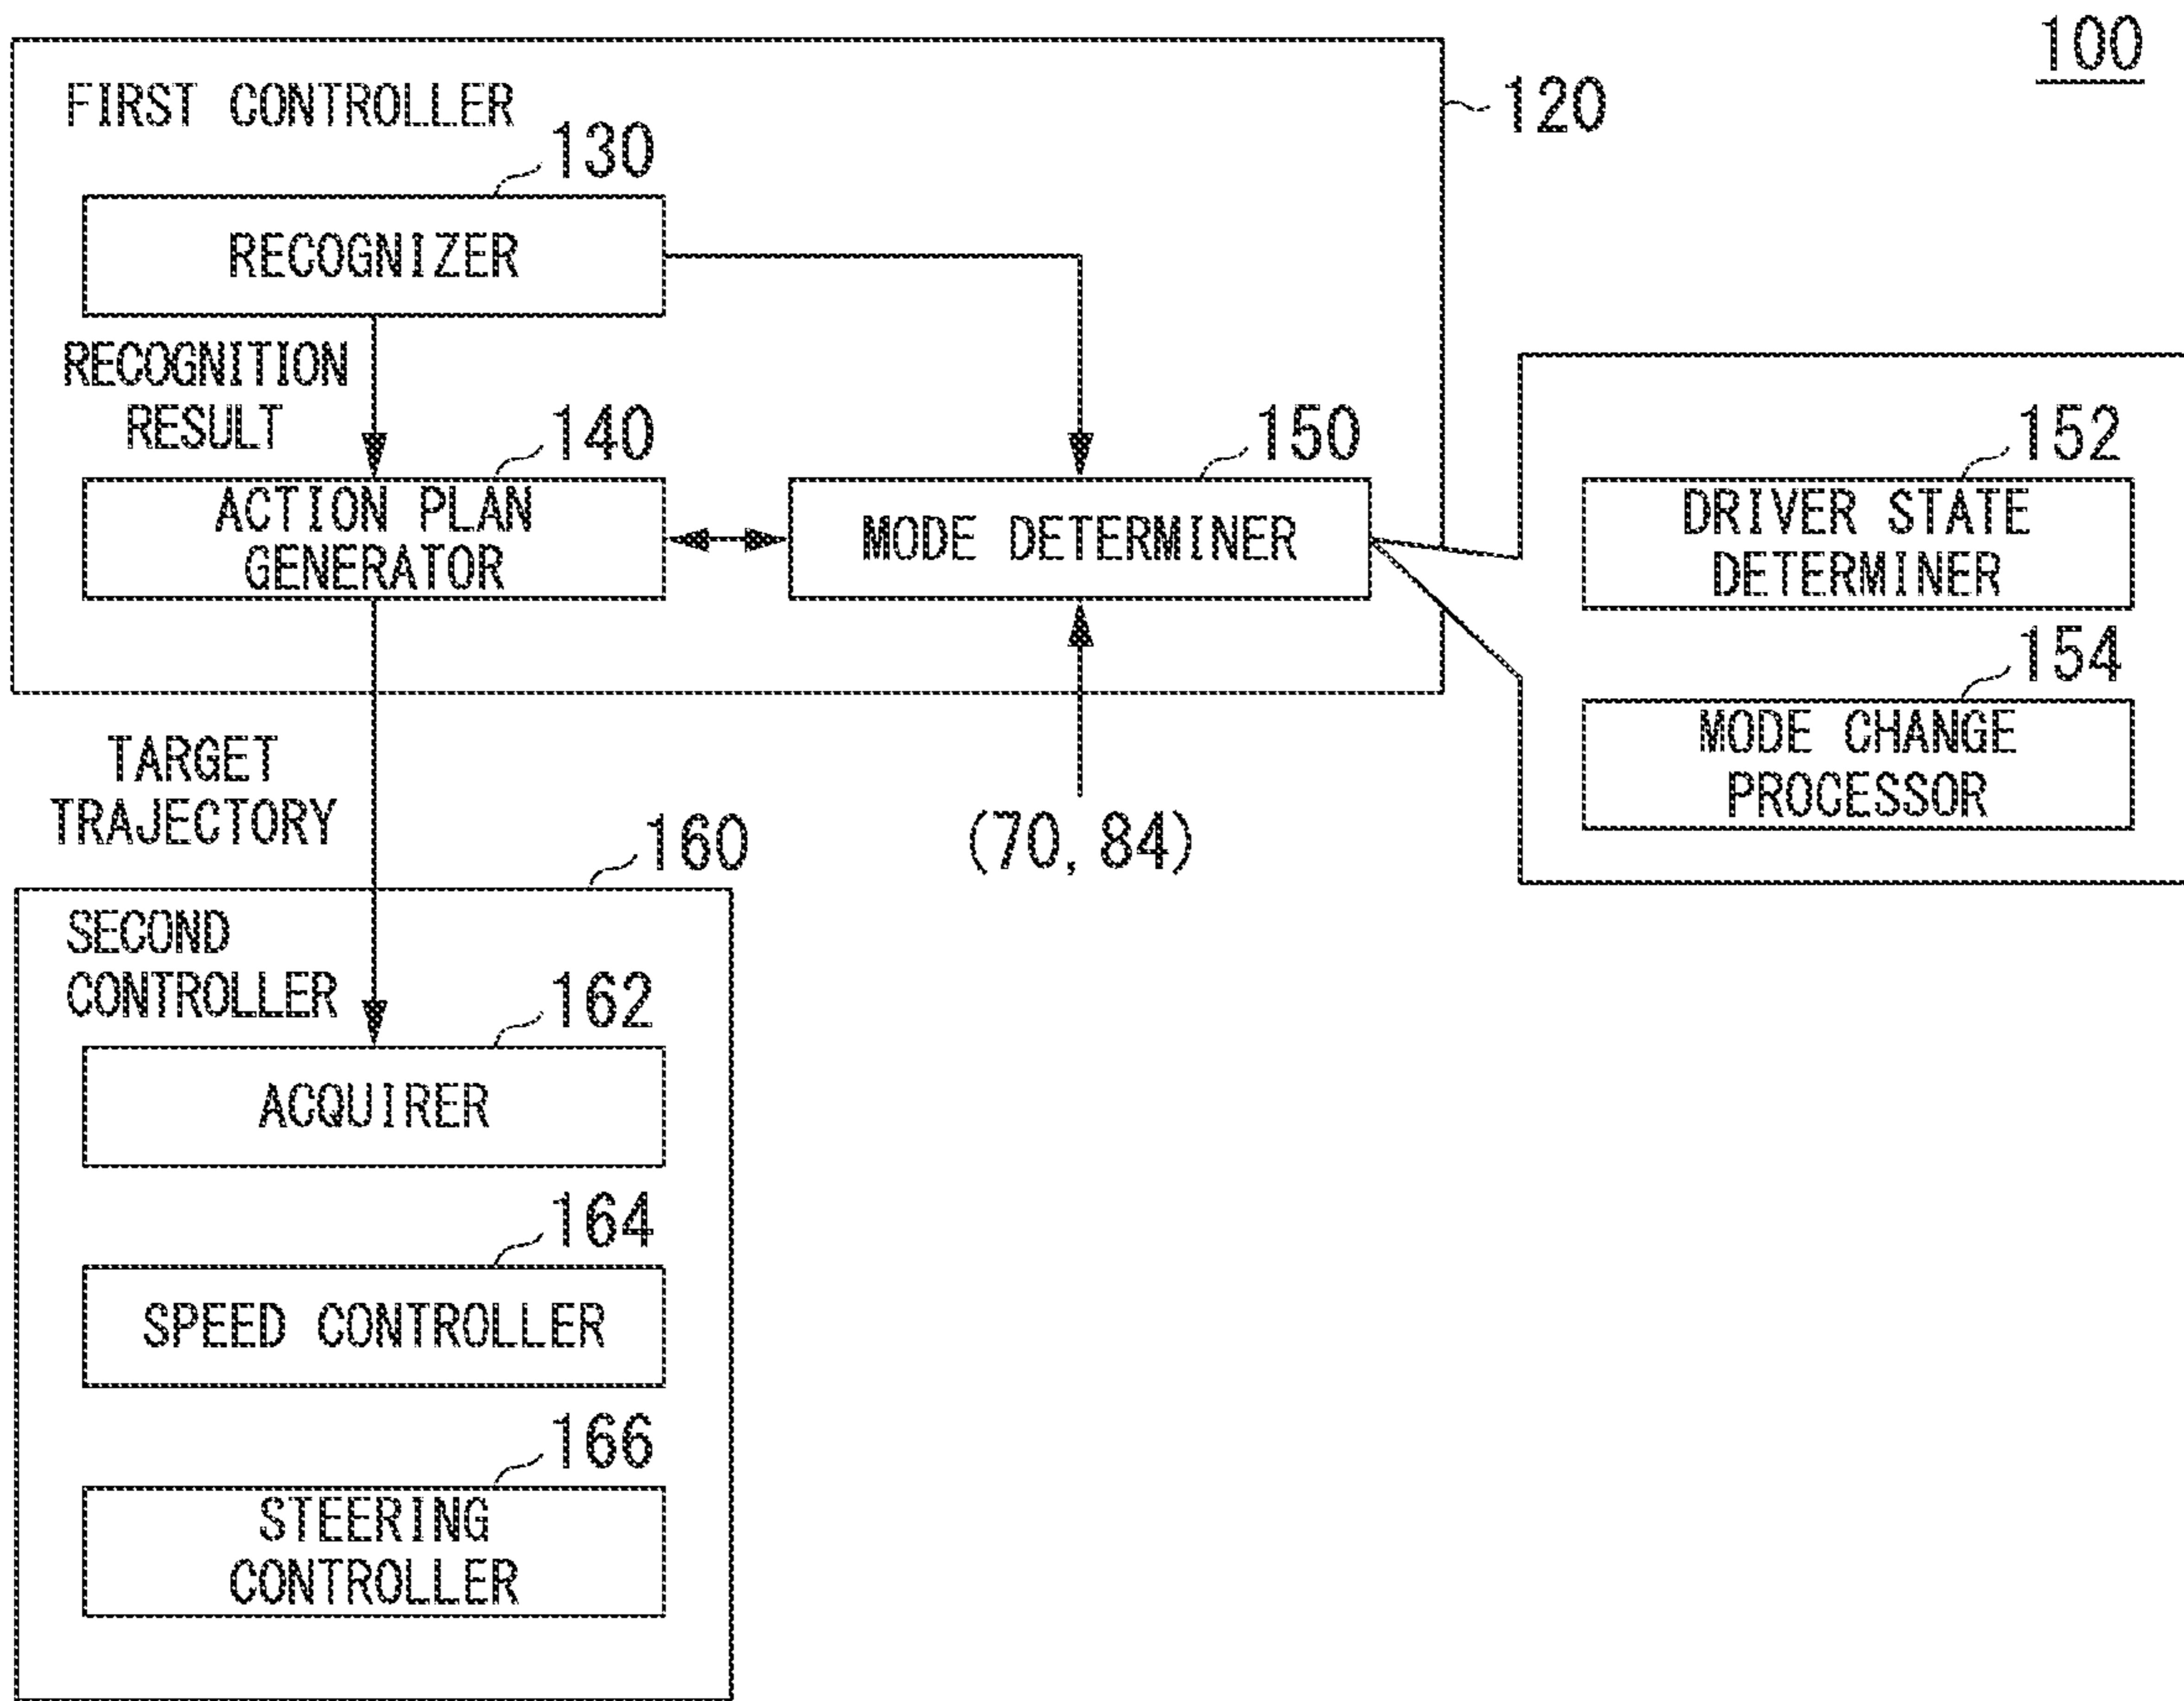 100
FIRST CONTROLLER
120
130
RECOGNIZER
RECOGNITION
RESULT
140
ACTION PLAN
GENERATOR
150
MODE DETERMINER
152
DRIVER STATE
DETERMINER
154
MODE CHANGE
PROCESSOR
(70, 84)
TARGET
TRAJECTORY
160
SECOND
CONTROLLER
162
ACQUIRER
164
SPEED CONTROLLER
166
STEERING
CONTROLLER